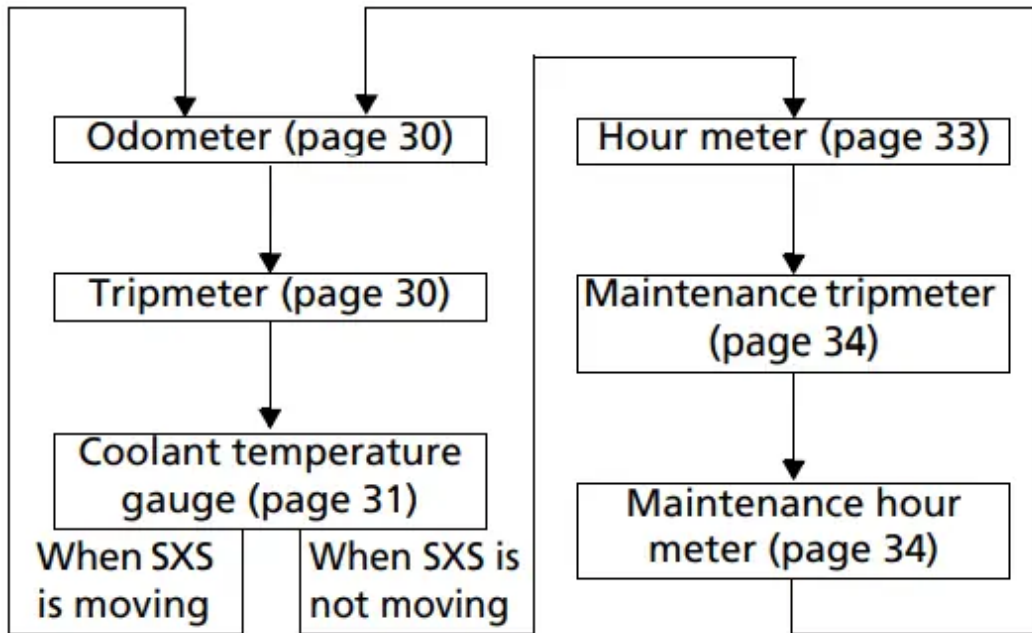 Odometer (page 30)
Tripmeter (page 30)
Coolant temperature
gauge (page 31)
When SXS
is moving
When SXS is
not moving
Hour meter (page 33)
Maintenance tripmeter
(page 34)
Maintenance hour
meter (page 34)